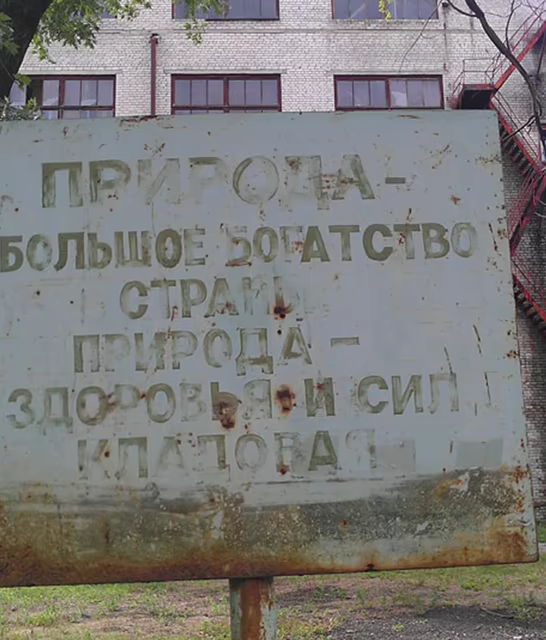 ПРИРОДА-
БОЛЬШОЕ БОГАТСТВО
СТРАНЫ
ПРИРОДА -
ЗДОРОВЬЯ И СИЛ
КЛАДОВАЯ